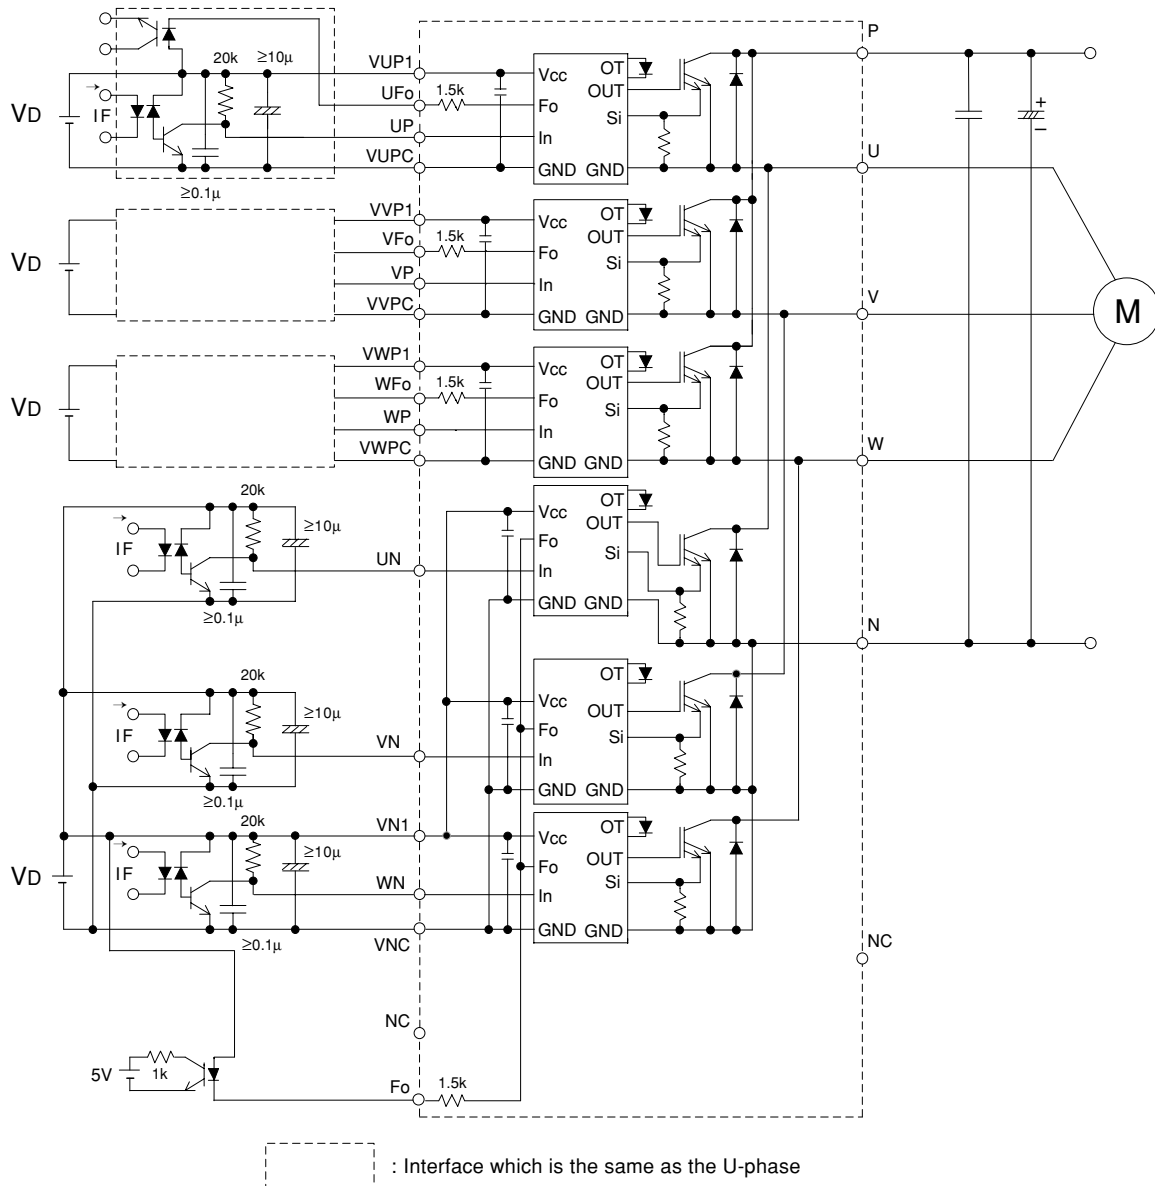 P
20k
≥10µ
VUP1
Vcc
OT
UFo
1.5k
OUT
VD
IF
Fo
Si
UP
In
VUPC
GND GND
U
≥0.1µ
VVP1
Vcc
OT
VFo
1.5k
OUT
VD
Fo
Si
VP
In
VVPC
GND GND
V
M
VWP1
Vcc
OT
WFo
1.5k
OUT
VD
Fo
Si
WP
In
VWPC
GND GND
W
20k
≥10µ
Vcc
OT
OUT
IF
Fo
Si
UN
In
GND GND
≥0.1µ
N
20k
≥10µ
OT
Vcc
OUT
IF
Fo
Si
VN
In
GND GND
≥0.1µ
20k
VN1
Vcc
OT
≥10µ
OUT
VD
IF
Fo
Si
WN
In
GND GND
≥0.1µ
VNC
NC
NC
5V
1k
Fo
1.5k
+
–
: Interface which is the same as the U-phase